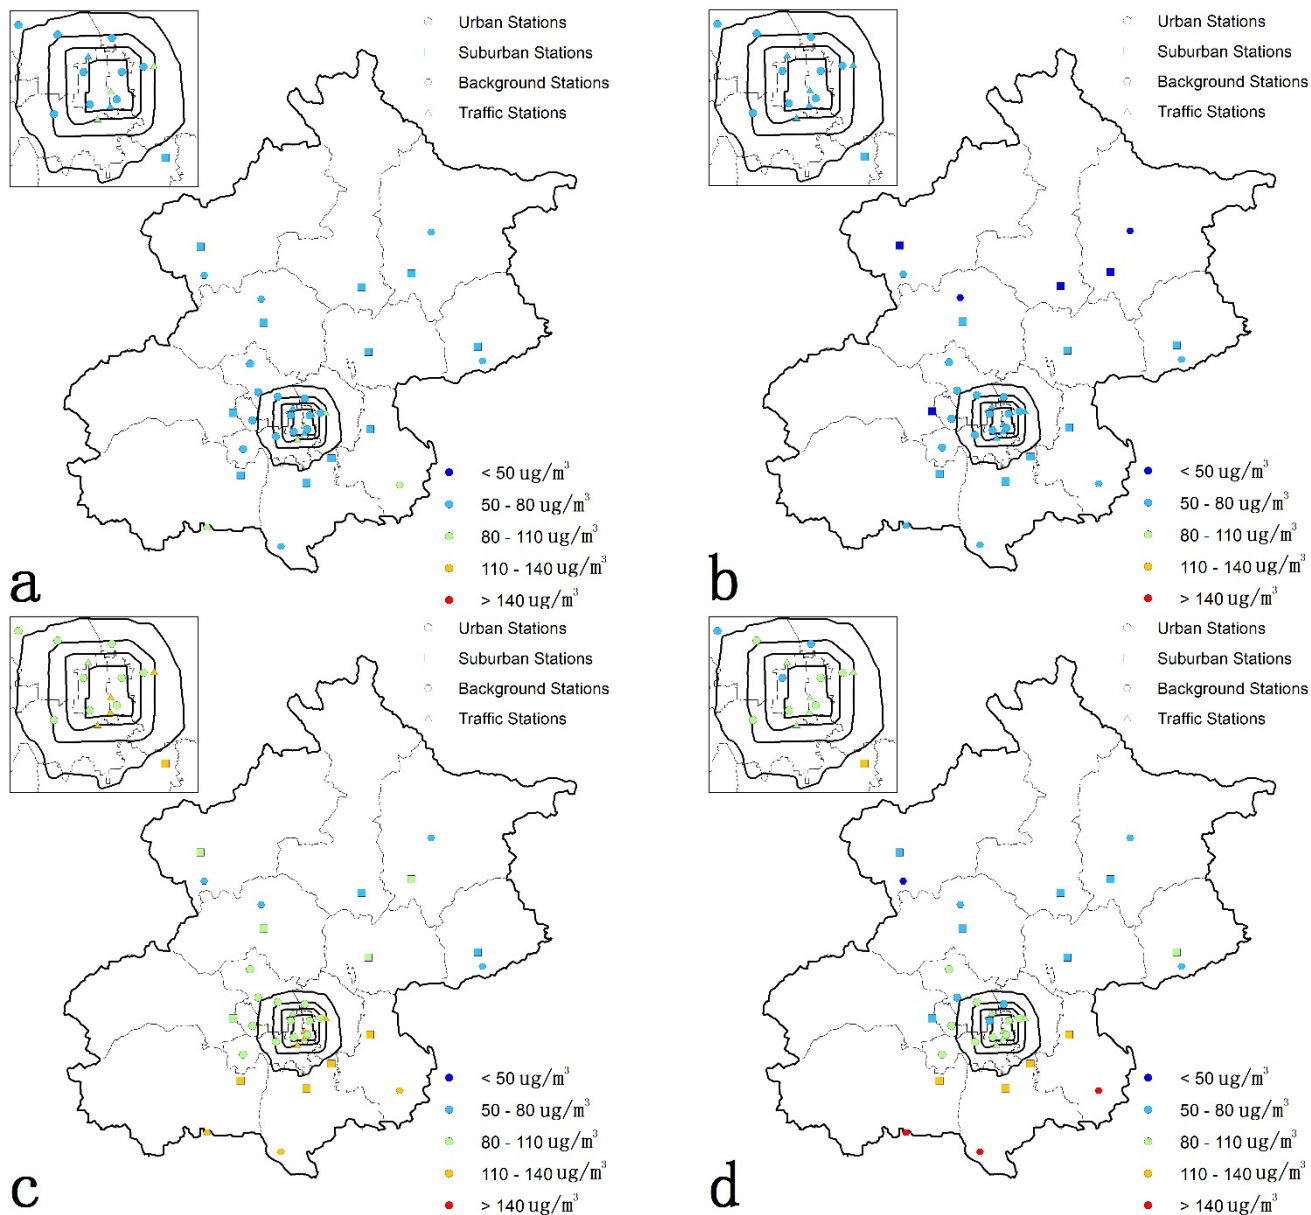 Urban Stations
Suburban Stations
Background Stations
Traffic Stations
< 50 ug/m³
50 - 80 ug/m³
80 - 110 ug/m³
110 - 140 ug/m³
> 140 ug/m³
a
Urban Stations
Suburban Stations
Background Stations
Traffic Stations
< 50 ug/m³
50 - 80 ug/m³
80 - 110 ug/m³
110 - 140 ug/m³
> 140 ug/m³
b
Urban Stations
Suburban Stations
Background Stations
Traffic Stations
< 50 ug/m³
50 - 80 ug/m³
80 - 110 ug/m³
110 - 140 ug/m³
> 140 ug/m³
c
Urban Stations
Suburban Stations
Background Stations
Traffic Stations
< 50 ug/m³
50 - 80 ug/m³
80 - 110 ug/m³
110 - 140 ug/m³
> 140 ug/m³
d